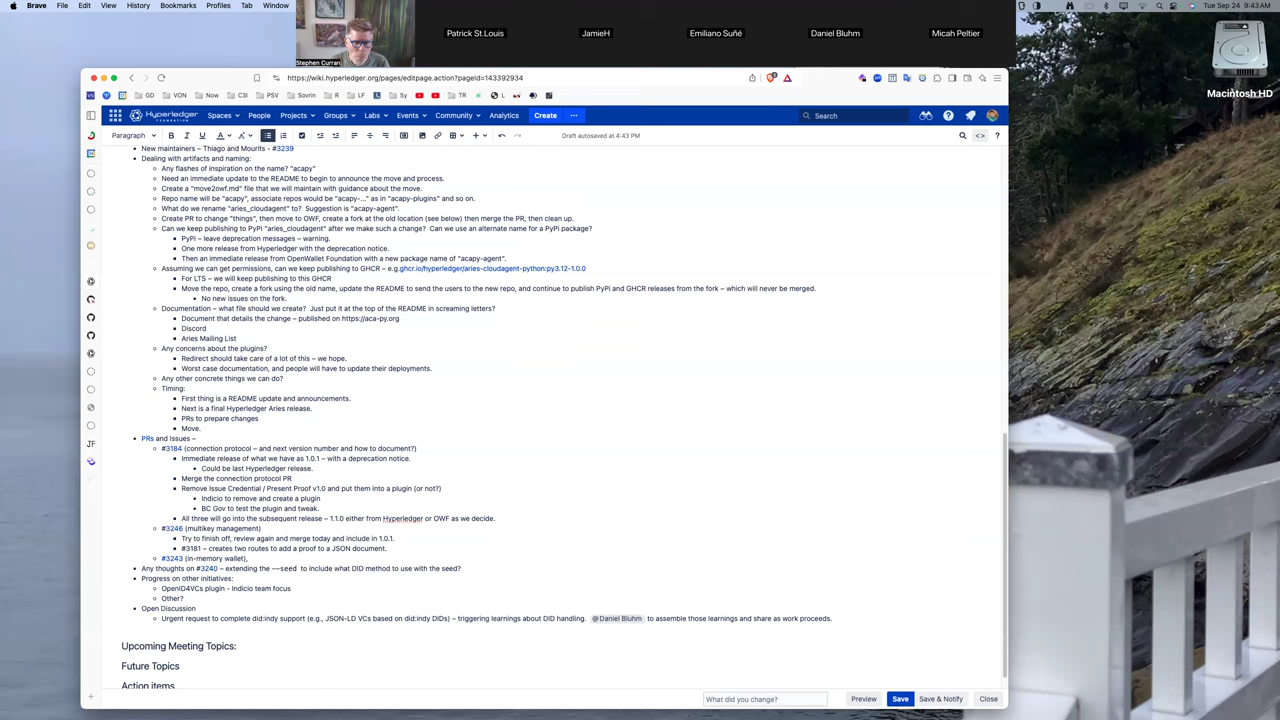 Brave File Edit View History Bookmarks Profiles Tab Window
Tue Sep 24 9:43 AM
Stephen Curran
Patrick St.Louis
JamieH
Emiliano Suñé
Daniel Bluhm
Micah Peltier
Macintosh HD
https://wiki.hyperledger.org/pages/editpage.action?pageId=143392934
GD VON Now C3I PSV Sovrin R LF Sy TR L
HYPERLEDGER FOUNDATION Spaces People Projects Groups Labs Events Community Analytics Create ... Search
Paragraph B I U A Draft autosaved at 4:43 PM
New maintainers – Thiago and Mourits - #3239
Dealing with artifacts and naming:
Any flashes of inspiration on the name? "acapy"
Need an immediate update to the README to begin to announce the move and process.
Create a "move2owf.md" file that we will maintain with guidance about the move.
Repo name will be "acapy", associate repos would be "acapy-..." as in "acapy-plugins" and so on.
What do we rename "aries_cloudagent" to? Suggestion is "acapy-agent".
Create PR to change "things", then move to OWF, create a fork at the old location (see below) then merge the PR, then clean up.
Can we keep publishing to PyPi "aries_cloudagent" after we make such a change? Can we use an alternate name for a PyPi package?
PyPi – leave deprecation messages – warning.
One more release from Hyperledger with the deprecation notice.
Then an immediate release from OpenWallet Foundation with a new package name of "acapy-agent".
Assuming we can get permissions, can we keep publishing to GHCR – e.g.ghcr.io/hyperledger/aries-cloudagent-python:py3.12-1.0.0
For LTS – we will keep publishing to this GHCR
Move the repo, create a fork using the old name, update the README to send the users to the new repo, and continue to publish PyPi and GHCR releases from the fork – which will never be merged.
No new issues on the fork.
Documentation – what file should we create? Just put it at the top of the README in screaming letters?
Document that details the change – published on https://aca-py.org
Discord
Aries Mailing List
Any concerns about the plugins?
Redirect should take care of a lot of this – we hope.
Worst case documentation, and people will have to update their deployments.
Any other concrete things we can do?
Timing:
First thing is a README update and announcements.
Next is a final Hyperledger Aries release.
PRs to prepare changes
Move.
PRs and Issues –
#3184 (connection protocol – and next version number and how to document?)
Immediate release of what we have as 1.0.1 – with a deprecation notice.
Could be last Hyperledger release.
Merge the connection protocol PR
Remove Issue Credential / Present Proof v1.0 and put them into a plugin (or not?)
Indicio to remove and create a plugin
BC Gov to test the plugin and tweak.
All three will go into the subsequent release – 1.1.0 either from Hyperledger or OWF as we decide.
#3246 (multikey management)
Try to finish off, review again and merge today and include in 1.0.1.
#3181 – creates two routes to add a proof to a JSON document.
#3243 (in-memory wallet),
Any thoughts on #3240 – extending the --seed to include what DID method to use with the seed?
Progress on other initiatives:
OpenID4VCs plugin - Indicio team focus
Other?
Open Discussion
Urgent request to complete did:indy support (e.g., JSON-LD VCs based on did:indy DIDs) – triggering learnings about DID handling. @Daniel Bluhm to assemble those learnings and share as work proceeds.
Upcoming Meeting Topics:
Future Topics
Action items
JF
What did you change? Preview Save Save & Notify Close